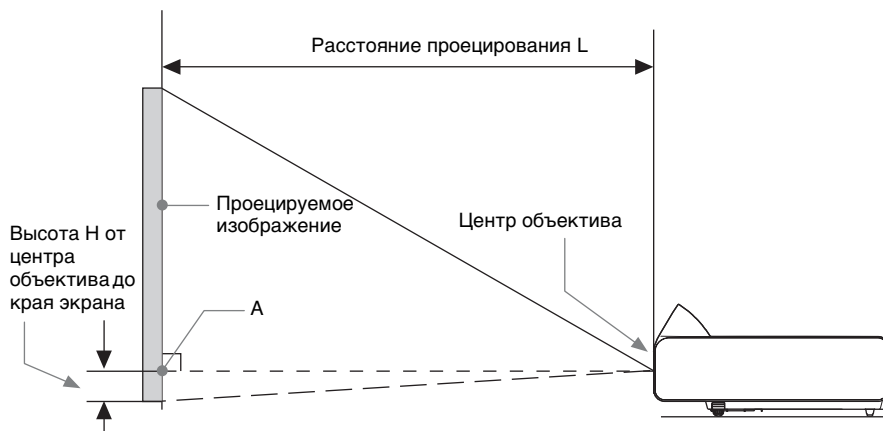 Расстояние проецирования L
Проецируемое
изображение
Центр объектива
Высота H от
центра
объектива до
края экрана
A